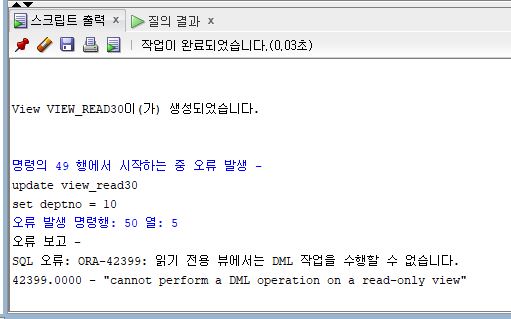 스크립트 출력 x 질의 결과 x
작업이 완료되었습니다.(0,03초)
View VIEW_READ30이(가) 생성되었습니다.
명령의 49 행에서 시작하는 중 오류 발생 -
update view_read30
set deptno = 10
오류 발생 명령행: 50 열: 5
오류 보고 -
SQL 오류: ORA-42399: 읽기 전용 뷰에서는 DML 작업을 수행할 수 없습니다.
42399.0000 - "cannot perform a DML operation on a read-only view"